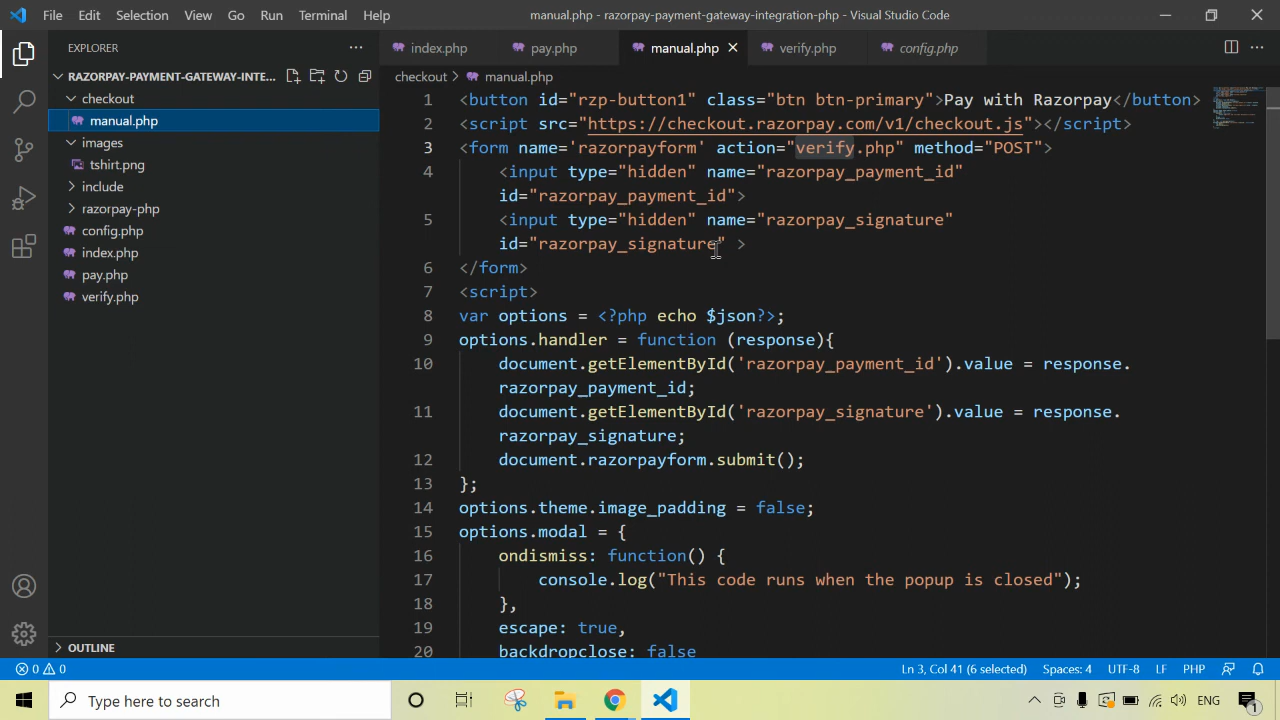 File Edit Selection View Go Run Terminal Help manual.php - razorpay-payment-gateway-integration-php - Visual Studio Code
EXPLORER
RAZORPAY-PAYMENT-GATEWAY-INTE...
checkout
manual.php
images
tshirt.png
include
razorpay-php
config.php
index.php
pay.php
verify.php
OUTLINE
index.php pay.php manual.php verify.php config.php
checkout > manual.php
1 <button id="rzp-button1" class="btn btn-primary">Pay with Razorpay</button>
2 <script src="https://checkout.razorpay.com/v1/checkout.js"></script>
3 <form name='razorpayform' action="verify.php" method="POST">
4 <input type="hidden" name="razorpay_payment_id"
id="razorpay_payment_id">
5 <input type="hidden" name="razorpay_signature"
id="razorpay_signature" >
6 </form>
7 <script>
8 var options = <?php echo $json?>;
9 options.handler = function (response){
10 document.getElementById('razorpay_payment_id').value = response.
razorpay_payment_id;
11 document.getElementById('razorpay_signature').value = response.
razorpay_signature;
12 document.razorpayform.submit();
13 };
14 options.theme.image_padding = false;
15 options.modal = {
16 ondismiss: function() {
17 console.log("This code runs when the popup is closed");
18 },
19 escape: true,
20 backdropclose: false
0 0 Ln 3, Col 41 (6 selected) Spaces: 4 UTF-8 LF PHP
Type here to search ENG 1